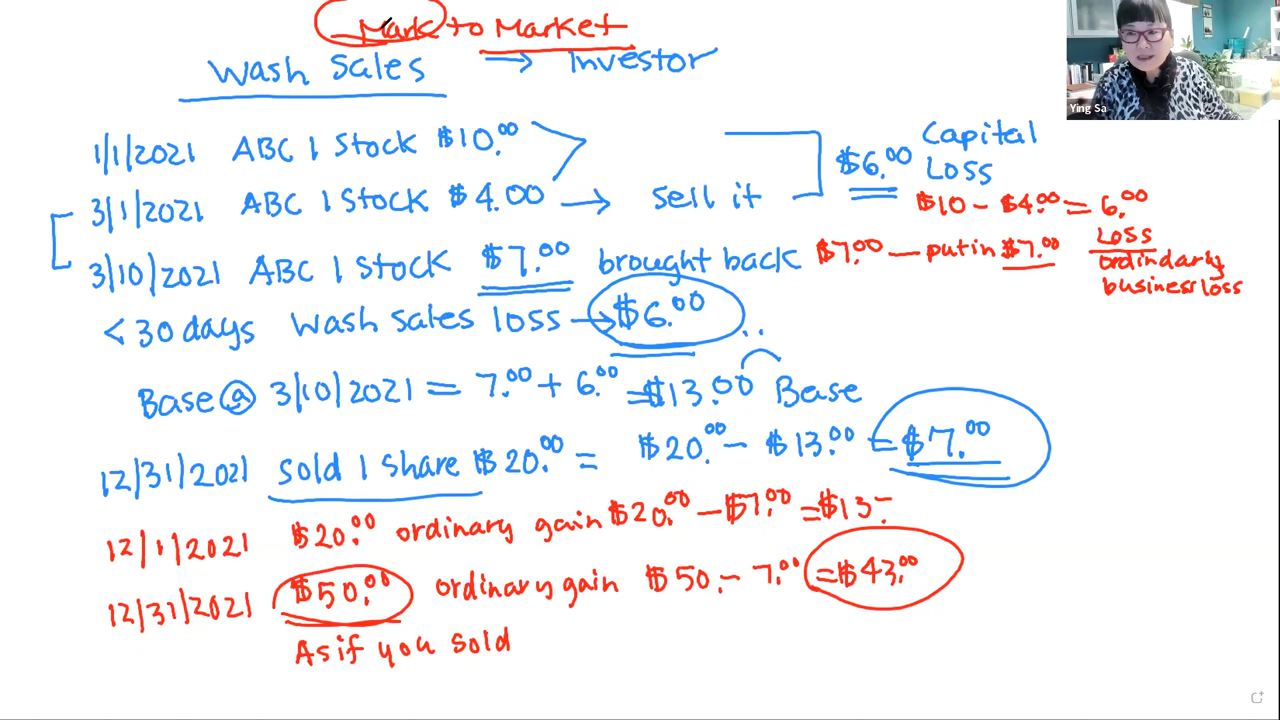 Mark to Market
Wash Sales → Investor
Ying Sa
1/1/2021 ABC 1 Stock $10.00
$6.00 Capital Loss
3/1/2021 ABC 1 Stock $4.00 → Sell it
$10 - $4.00 = 6.00 Loss
ordindarly business loss
3/10/2021 ABC 1 Stock $7.00 brought back
$7.00 — put in $7.00
< 30 days Wash sales loss → $6.00
Base @ 3/10/2021 = 7.00 + 6.00 = $13.00 Base
12/31/2021 sold 1 share $20.00 = $20.00 - $13.00 = $7.00
12/1/2021 $20.00 ordinary gain $20.00 - $7.00 = $13.-
12/31/2021 $50.00 ordinary gain $50.- 7.00 = $43.00
As if you sold